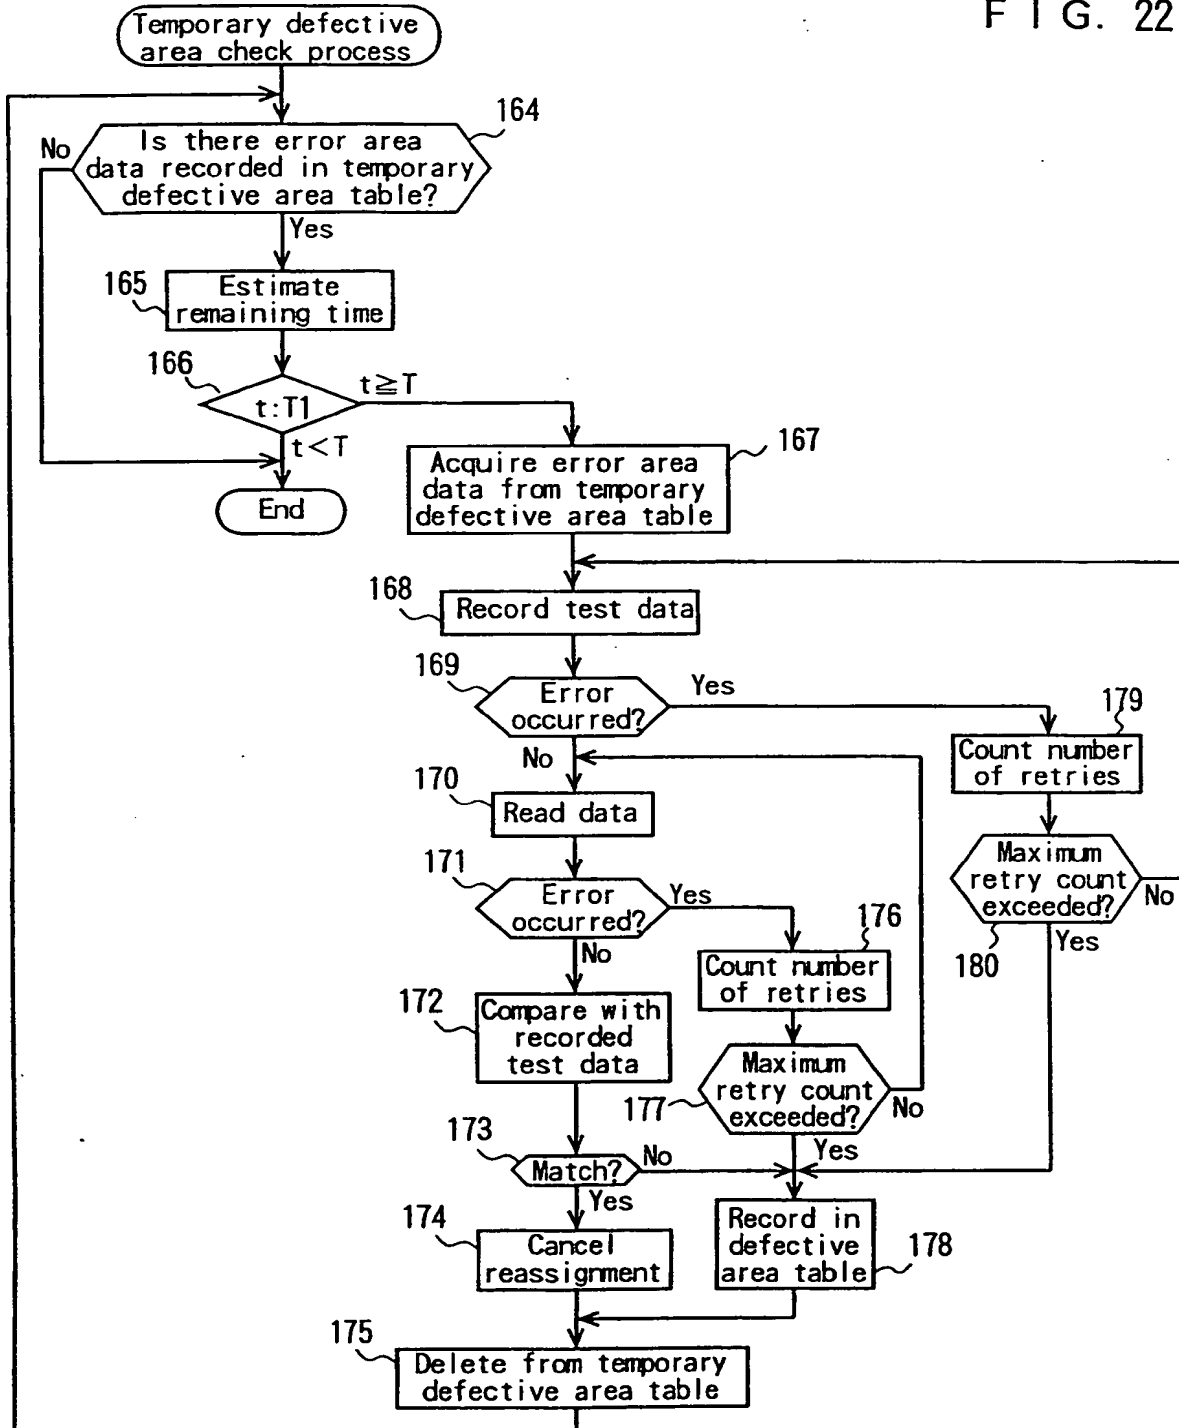 FIG. 22
Temporary defective
area check process
164
Is there error area
data recorded in temporary
defective area table?
No
Yes
165
Estimate
remaining time
166
t:T1
t≧T
t<T
End
167
Acquire error area
data from temporary
defective area table
168
Record test data
169
Error
occurred?
Yes
No
179
Count number
of retries
170
Read data
180
Maximum
retry count
exceeded?
No
Yes
171
Error
occurred?
Yes
No
176
Count number
of retries
172
Compare with
recorded
test data
177
Maximum
retry count
exceeded?
No
Yes
173
Match?
No
Yes
174
Cancel
reassignment
178
Record in
defective
area table
175
Delete from temporary
defective area table